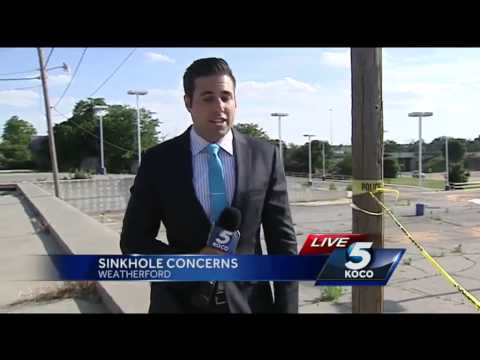 POLICE
5
LIVE 5
KOCO
SINKHOLE CONCERNS
WEATHERFORD
KOCO